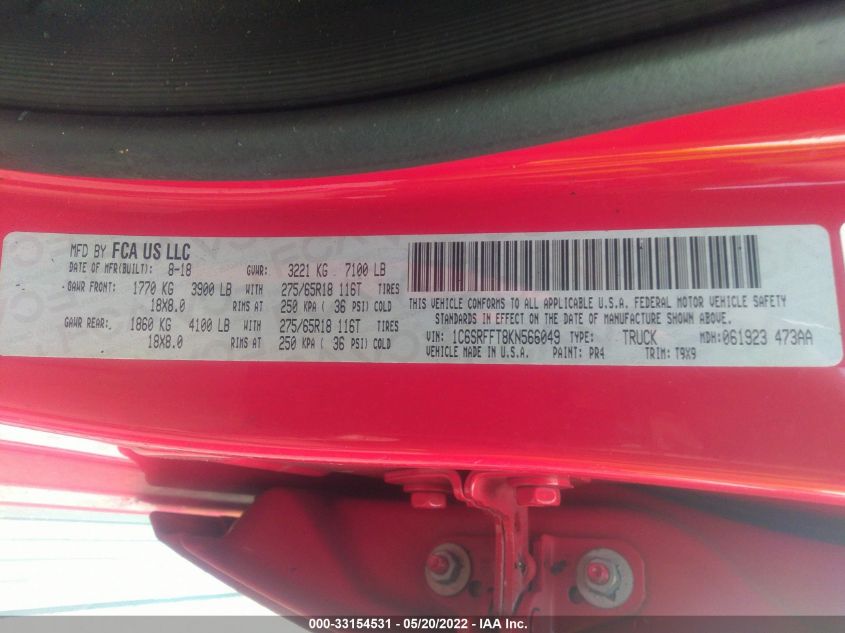 MFD BY FCA US LLC
DATE OF MFR(BUILT): 8-18 GVWR: 3221 KG 7100 LB
GAWR FRONT: 1770 KG 3900 LB WITH 275/65R18 116T TIRES
18X8.0 RIMS AT 250 KPA ( 36 PSI) COLD
GAWR REAR: 1860 KG 4100 LB WITH 275/65R18 116T TIRES
18X8.0 RIMS AT 250 KPA ( 36 PSI) COLD
THIS VEHICLE CONFORMS TO ALL APPLICABLE U.S.A. FEDERAL MOTOR VEHICLE SAFETY
STANDARDS IN EFFECT ON THE DATE OF MANUFACTURE SHOWN ABOVE.
VIN: 1C6SRFFT8KN566049 TYPE: TRUCK MDH: 061923 473AA
VEHICLE MADE IN U.S.A. PAINT: PR4 TRIM: T9X9
000-33154531 - 05/20/2022 - IAA Inc.